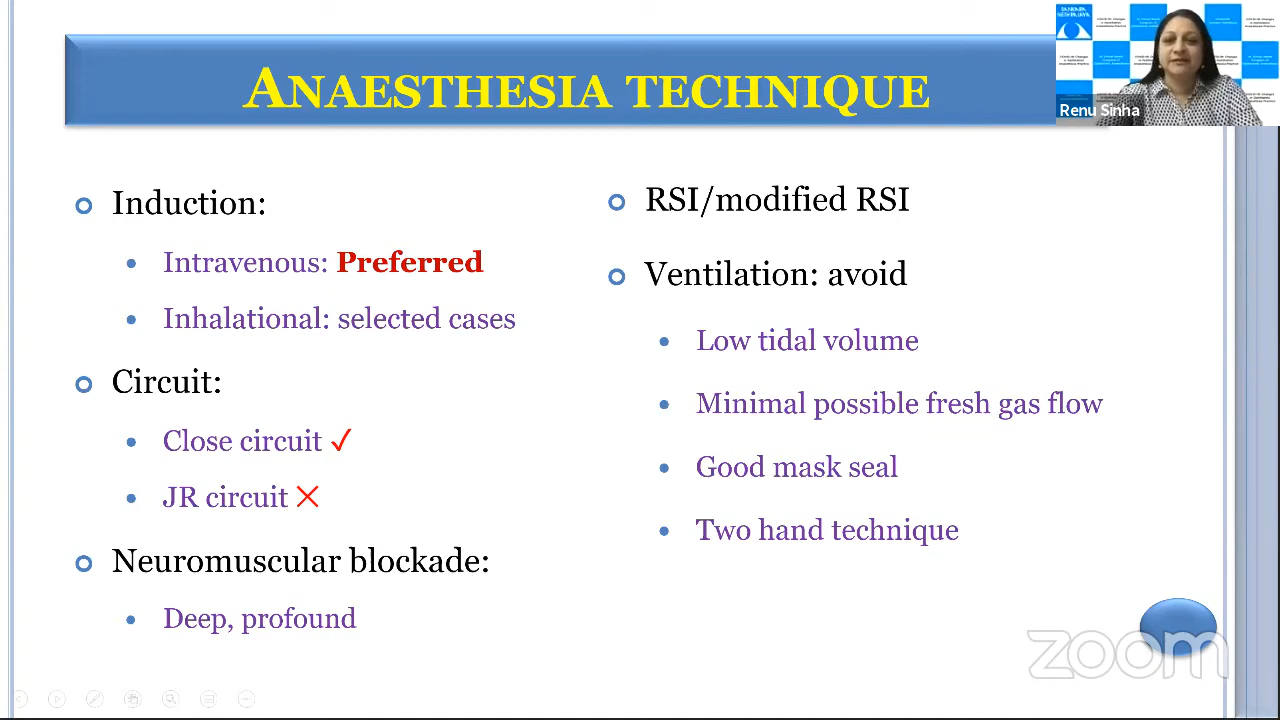 ANAESTHESIA TECHNIQUE
SANKARA
NETHRALAYA
Renu Sinha
Induction:
Intravenous: Preferred
Inhalational: selected cases
Circuit:
Close circuit ✓
JR circuit ✕
Neuromuscular blockade:
Deep, profound
RSI/modified RSI
Ventilation: avoid
Low tidal volume
Minimal possible fresh gas flow
Good mask seal
Two hand technique
zoom